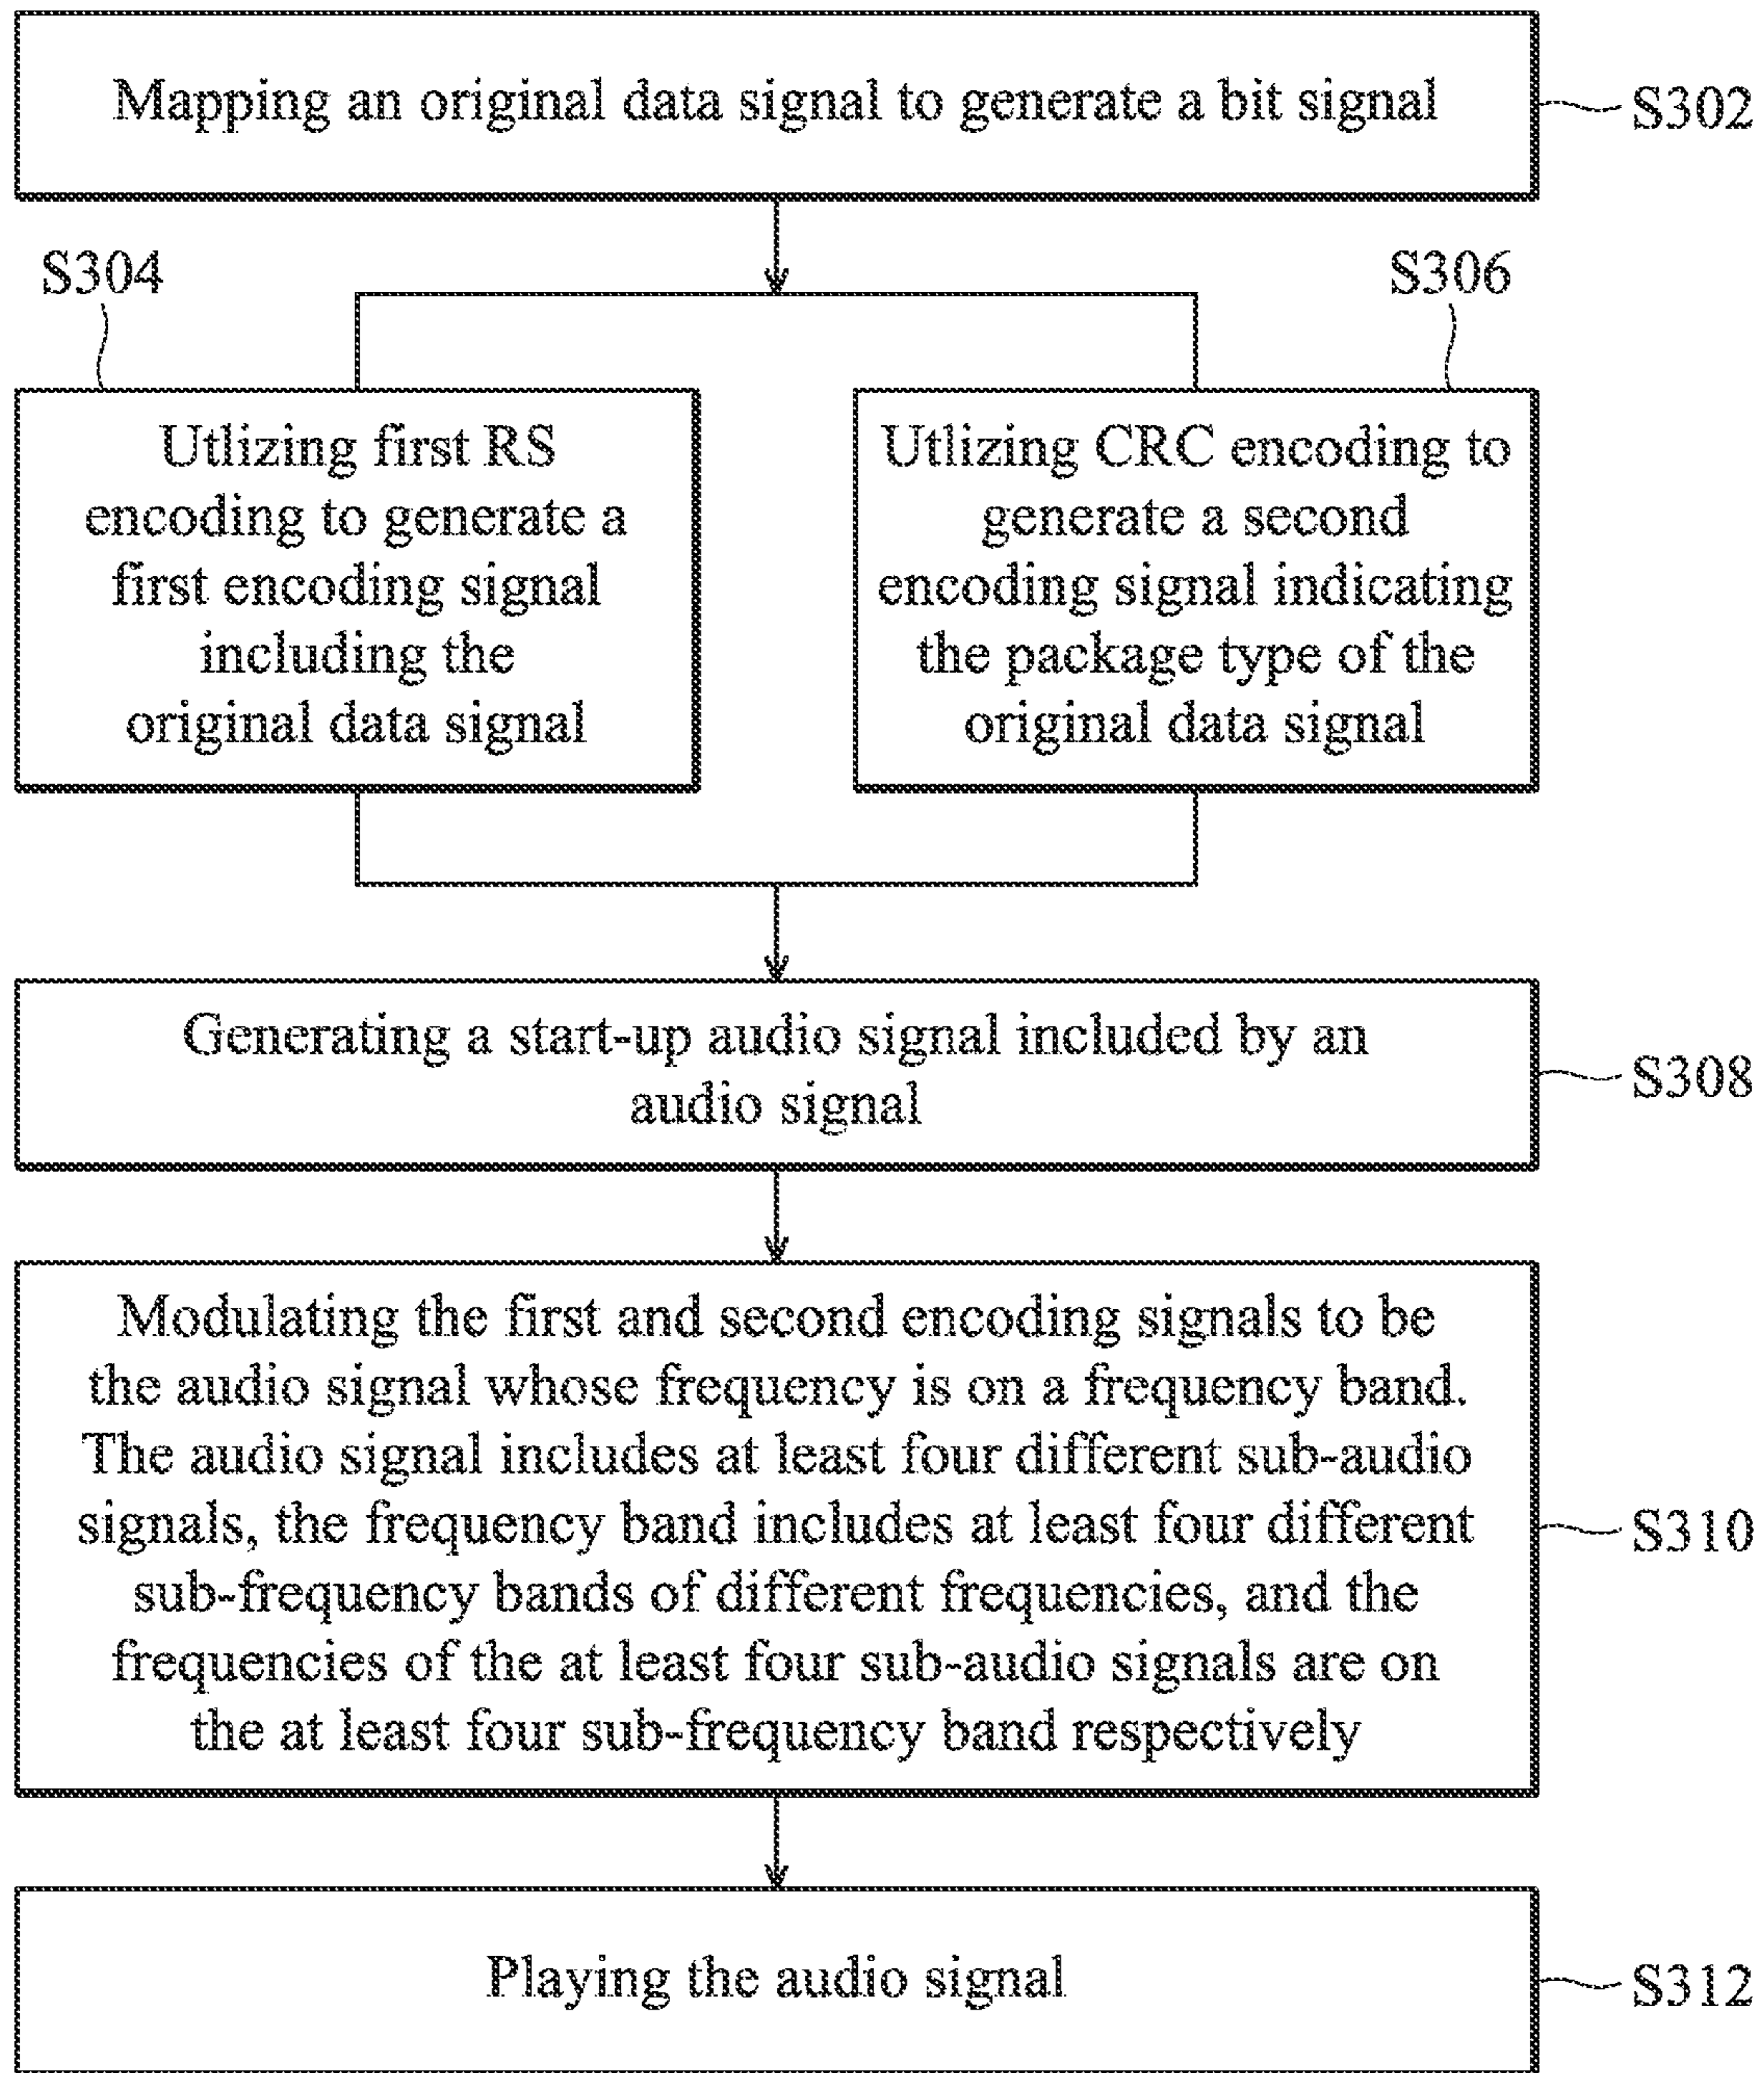 Mapping an original data signal to generate a bit signal
S302
S304
S306
Utlizing first RS
encoding to generate a
first encoding signal
including the
original data signal
Utlizing CRC encoding to
generate a second
encoding signal indicating
the package type of the
original data signal
Generating a start-up audio signal included by an
audio signal
S308
Modulating the first and second encoding signals to be
the audio signal whose frequency is on a frequency band.
The audio signal includes at least four different sub-audio
signals, the frequency band includes at least four different
sub-frequency bands of different frequencies, and the
frequencies of the at least four sub-audio signals are on
the at least four sub-frequency band respectively
S310
Playing the audio signal
S312